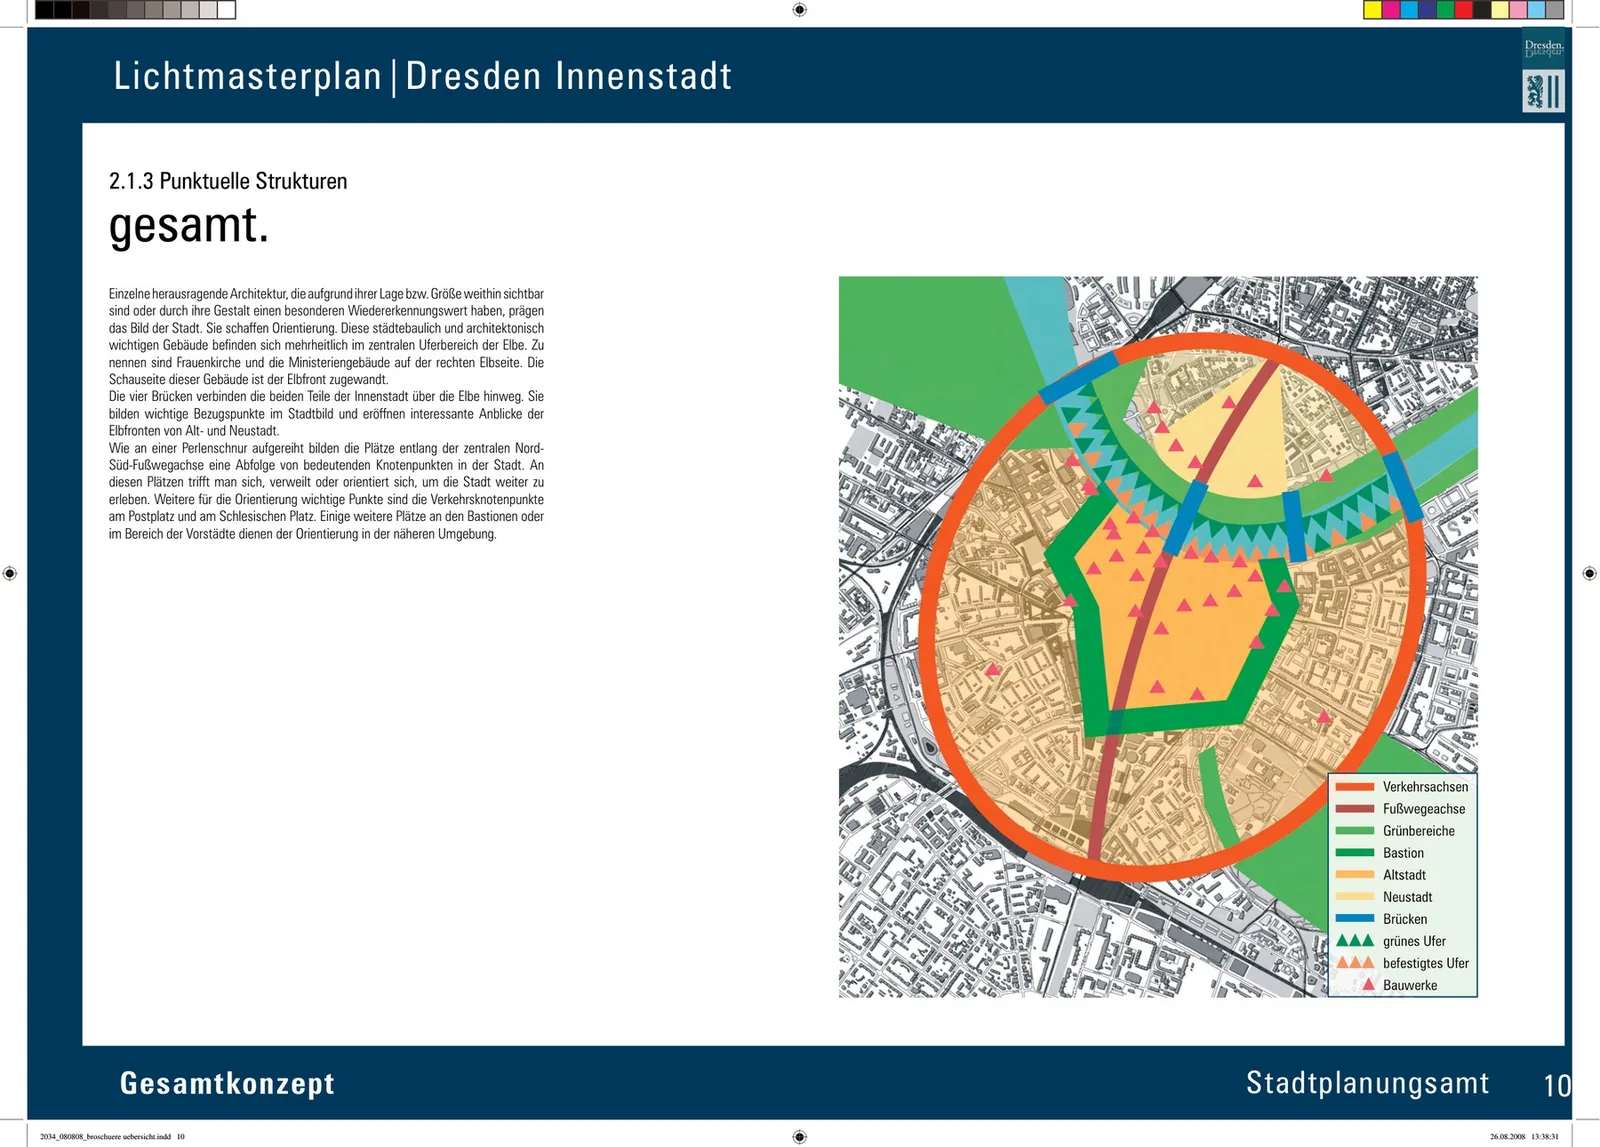 Lichtmasterplan|Dresden Innenstadt
Dresden.
2.1.3 Punktuelle Strukturen
gesamt.
Einzelne herausragende Architektur, die aufgrund ihrer Lage bzw. Größe weithin sichtbar
sind oder durch ihre Gestalt einen besonderen Wiedererkennungswert haben, prägen
das Bild der Stadt. Sie schaffen Orientierung. Diese städtebaulich und architektonisch
wichtigen Gebäude befinden sich mehrheitlich im zentralen Uferbereich der Elbe. Zu
nennen sind Frauenkirche und die Ministeriengebäude auf der rechten Elbseite. Die
Schauseite dieser Gebäude ist der Elbfront zugewandt.
Die vier Brücken verbinden die beiden Teile der Innenstadt über die Elbe hinweg. Sie
bilden wichtige Bezugspunkte im Stadtbild und eröffnen interessante Anblicke der
Elbfronten von Alt- und Neustadt.
Wie an einer Perlenschnur aufgereiht bilden die Plätze entlang der zentralen Nord-
Süd-Fußwegachse eine Abfolge von bedeutenden Knotenpunkten in der Stadt. An
diesen Plätzen trifft man sich, verweilt oder orientiert sich, um die Stadt weiter zu
erleben. Weitere für die Orientierung wichtige Punkte sind die Verkehrsknotenpunkte
am Postplatz und am Schlesischen Platz. Einige weitere Plätze an den Bastionen oder
im Bereich der Vorstädte dienen der Orientierung in der näheren Umgebung.
Verkehrsachsen
Fußwegeachse
Grünbereiche
Bastion
Altstadt
Neustadt
Brücken
grünes Ufer
befestigtes Ufer
Bauwerke
Gesamtkonzept
Stadtplanungsamt 10
2034_080808_broschuere uebersicht.indd 10
26.08.2008 13:38:31